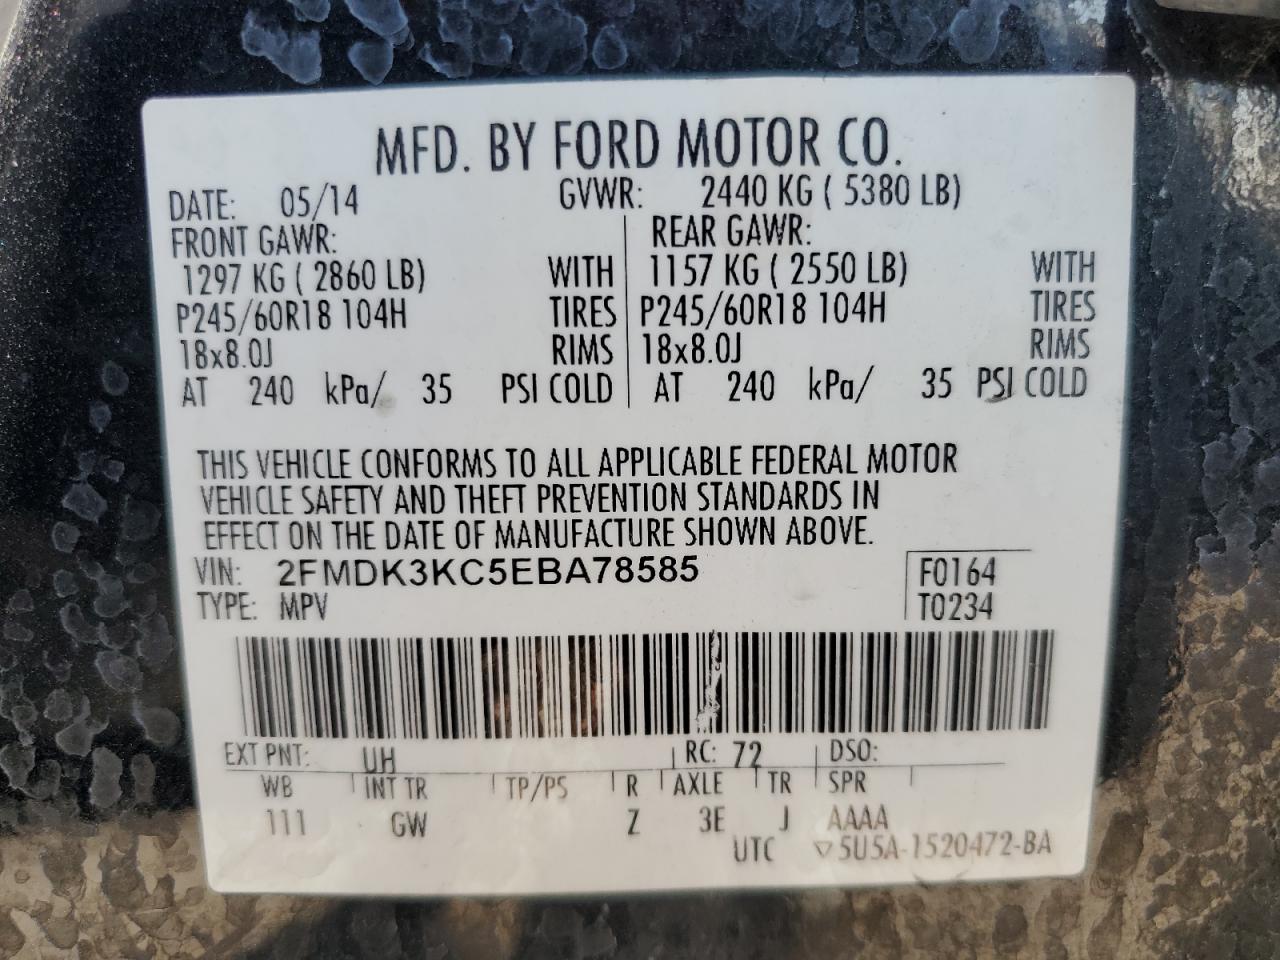 MFD. BY FORD MOTOR CO.
DATE: 05/14 GVWR: 2440 KG ( 5380 LB)
FRONT GAWR: REAR GAWR:
1297 KG ( 2860 LB) WITH 1157 KG ( 2550 LB) WITH
P245/60R18 104H TIRES P245/60R18 104H TIRES
18x8.0J RIMS 18x8.0J RIMS
AT 240 kPa/ 35 PSI COLD AT 240 kPa/ 35 PSI COLD
THIS VEHICLE CONFORMS TO ALL APPLICABLE FEDERAL MOTOR
VEHICLE SAFETY AND THEFT PREVENTION STANDARDS IN
EFFECT ON THE DATE OF MANUFACTURE SHOWN ABOVE.
VIN: 2FMDK3KC5EBA78585 F0164
TYPE: MPV T0234
EXT PNT: UH RC: 72 DSO:
WB INT TR TP/PS R AXLE TR SPR
111 GW Z 3E J AAAA
UTC ▽5U5A-1520472-BA